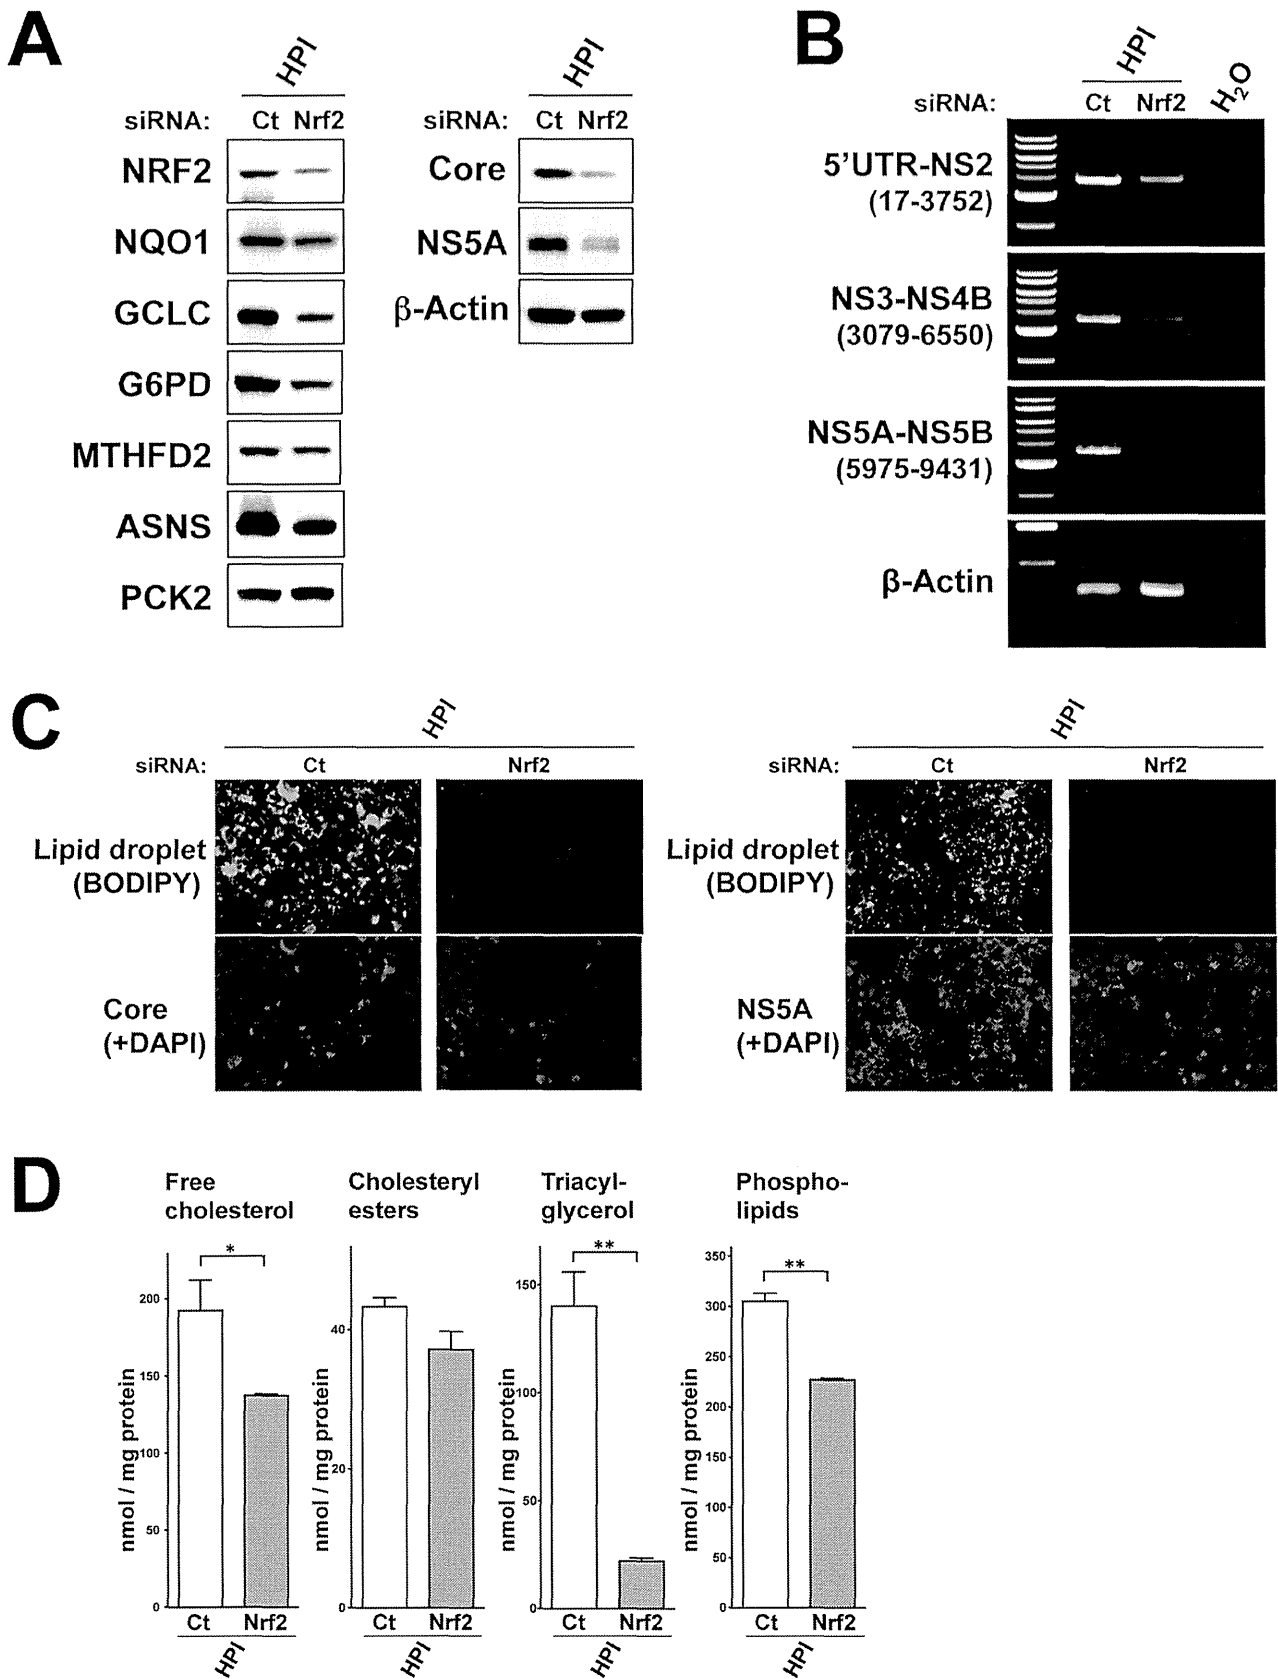 A
HPI
siRNA: Ct Nrf2
NRF2
NQO1
GCLC
G6PD
MTHFD2
ASNS
PCK2
HPI
siRNA: Ct Nrf2
Core
NS5A
β-Actin
B
HPI
siRNA: Ct Nrf2 H₂O
5’UTR-NS2
(17-3752)
NS3-NS4B
(3079-6550)
NS5A-NS5B
(5975-9431)
β-Actin
C
HPI
siRNA: Ct Nrf2
Lipid droplet
(BODIPY)
Core
(+DAPI)
HPI
siRNA: Ct Nrf2
Lipid droplet
(BODIPY)
NS5A
(+DAPI)
D
Free
cholesterol
*
nmol / mg protein
200
150
100
50
0
Ct Nrf2
HPI
Cholesteryl
esters
nmol / mg protein
40
20
0
Ct Nrf2
HPI
Triacyl-
glycerol
**
nmol / mg protein
150
100
50
0
Ct Nrf2
HPI
Phospho-
lipids
**
nmol / mg protein
350
300
250
200
150
100
50
0
Ct Nrf2
HPI